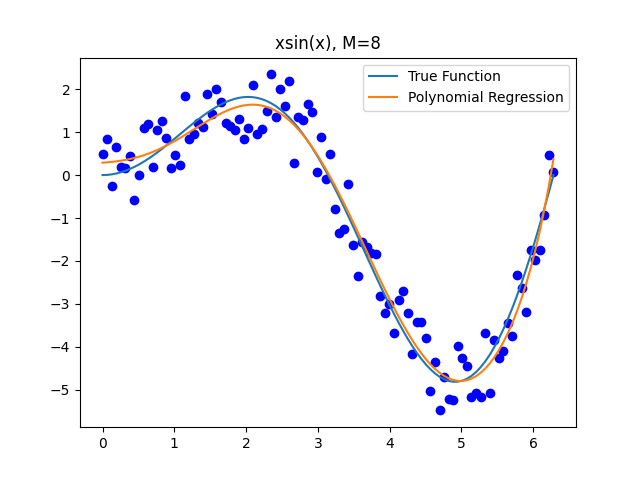 xsin(x), M=8
True Function
Polynomial Regression
2
1
0
−1
−2
−3
−4
−5
0 1 2 3 4 5 6